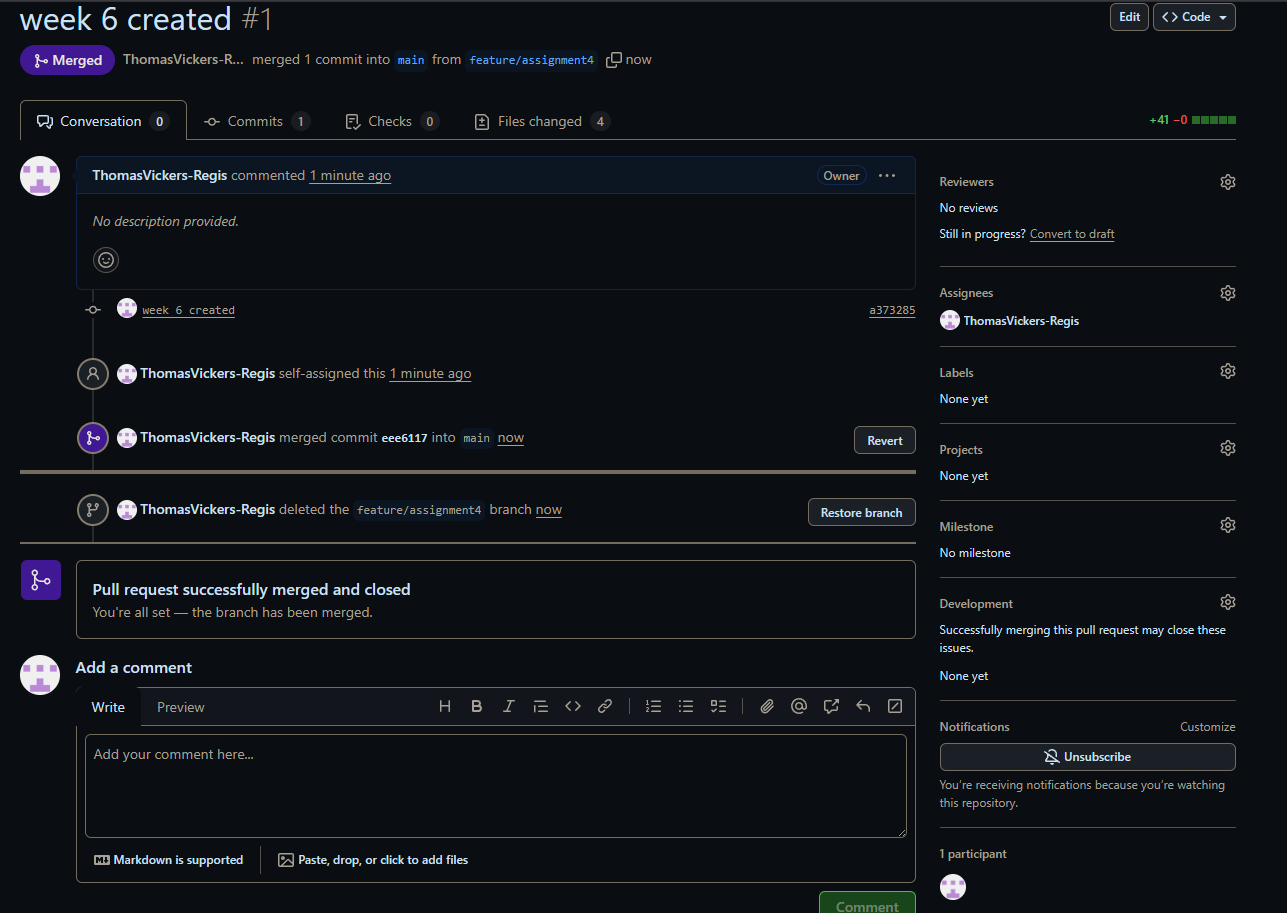 week 6 created #1
Edit
Code
Merged
ThomasVickers-R... merged 1 commit into main from feature/assignment4 now
Conversation 0
Commits 1
Checks 0
Files changed 4
+41 −0
ThomasVickers-Regis commented 1 minute ago
Owner
No description provided.
week 6 created
a373285
ThomasVickers-Regis self-assigned this 1 minute ago
ThomasVickers-Regis merged commit eee6117 into main now
Revert
ThomasVickers-Regis deleted the feature/assignment4 branch now
Restore branch
Pull request successfully merged and closed
You're all set — the branch has been merged.
Add a comment
Write
Preview
Add your comment here...
Markdown is supported
Paste, drop, or click to add files
Comment
Reviewers
No reviews
Still in progress? Convert to draft
Assignees
ThomasVickers-Regis
Labels
None yet
Projects
None yet
Milestone
No milestone
Development
Successfully merging this pull request may close these
issues.
None yet
Notifications
Customize
Unsubscribe
You're receiving notifications because you're watching
this repository.
1 participant